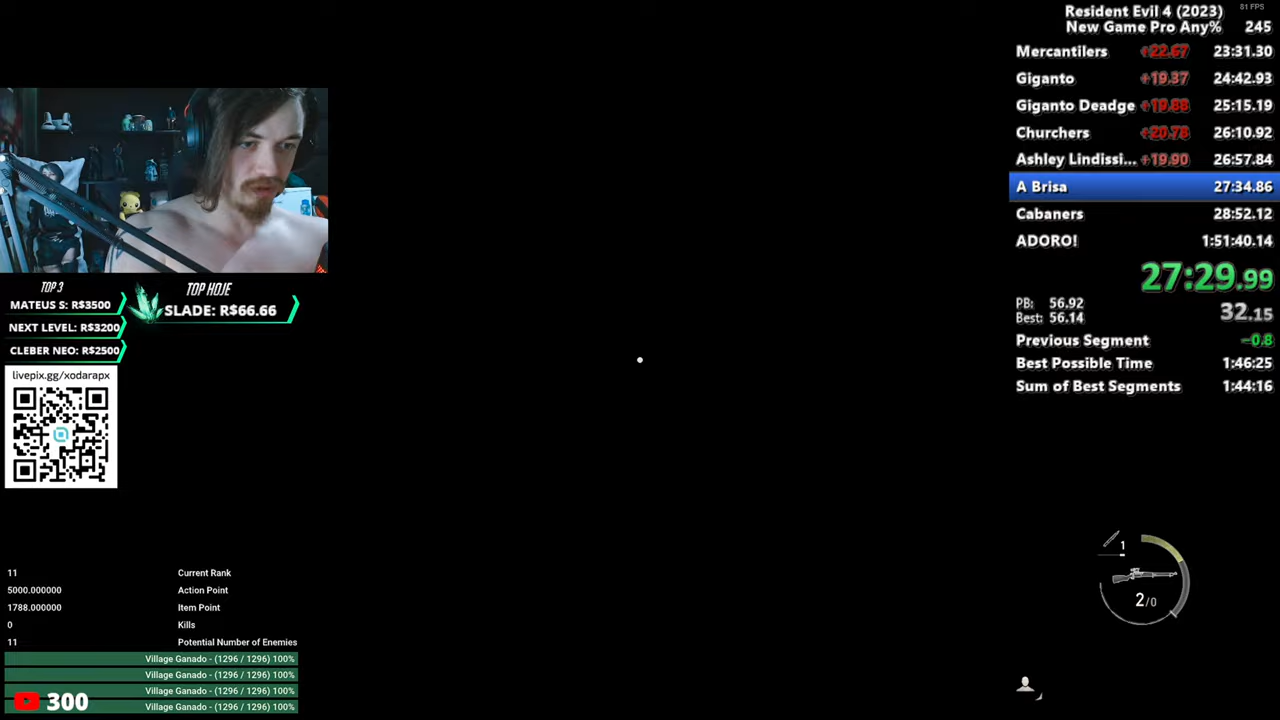 81 FPS
Resident Evil 4 (2023)
New Game Pro Any% 245
Mercantilers +22.67 23:31.30
Giganto +19.37 24:42.93
Giganto Deadge +19.88 25:15.19
Churchers +20.78 26:10.92
Ashley Lindissi... +19.90 26:57.84
A Brisa 27:34.86
Cabaners 28:52.12
ADORO! 1:51:40.14
27:29.99
PB: 56.92
Best: 56.14
32.15
Previous Segment -0.8
Best Possible Time 1:46:25
Sum of Best Segments 1:44:16
TOP 3
MATEUS S: R$3500
NEXT LEVEL: R$3200
CLEBER NEO: R$2500
TOP HOJE
SLADE: R$66.66
livepix.gg/xodarapx
11 Current Rank
5000.000000 Action Point
1788.000000 Item Point
0 Kills
11 Potential Number of Enemies
Village Ganado - (1296 / 1296) 100%
Village Ganado - (1296 / 1296) 100%
Village Ganado - (1296 / 1296) 100%
Village Ganado - (1296 / 1296) 100%
300
1
2/0